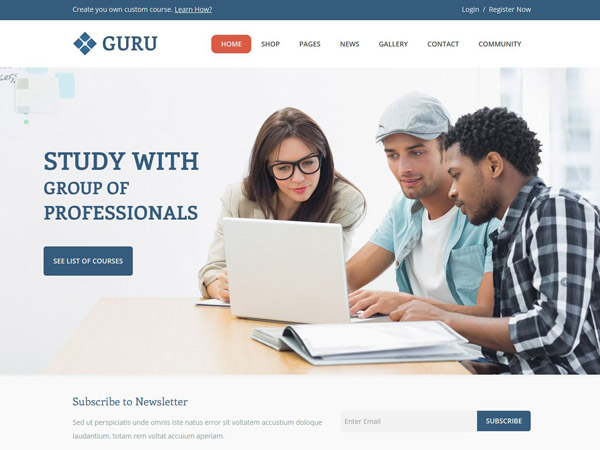 Create you own custom course. Learn How?
Login / Register Now
GURU
HOME SHOP PAGES NEWS GALLERY CONTACT COMMUNITY
STUDY WITH
GROUP OF
PROFESSIONALS
SEE LIST OF COURSES
Subscribe to Newsletter
Sed ut perspiciatis unde omnis iste natus error sit voltatem accustium doloque
laudantium, totam rem voltat accuium aperiam.
Enter Email
SUBSCRIBE